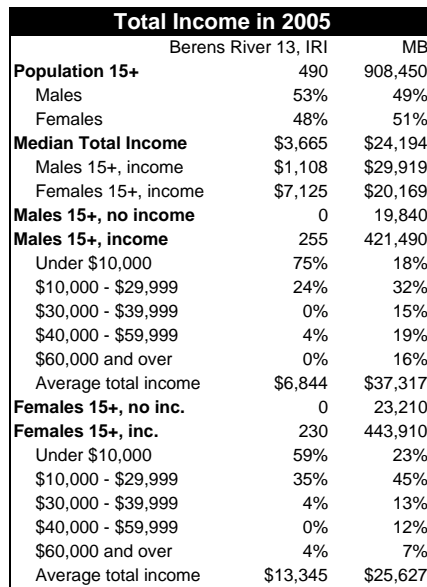 Total Income in 2005
Berens River 13, IRI MB
Population 15+ 490 908,450
Males 53% 49%
Females 48% 51%
Median Total Income $3,665 $24,194
Males 15+, income $1,108 $29,919
Females 15+, income $7,125 $20,169
Males 15+, no income 0 19,840
Males 15+, income 255 421,490
Under $10,000 75% 18%
$10,000 - $29,999 24% 32%
$30,000 - $39,999 0% 15%
$40,000 - $59,999 4% 19%
$60,000 and over 0% 16%
Average total income $6,844 $37,317
Females 15+, no inc. 0 23,210
Females 15+, inc. 230 443,910
Under $10,000 59% 23%
$10,000 - $29,999 35% 45%
$30,000 - $39,999 4% 13%
$40,000 - $59,999 0% 12%
$60,000 and over 4% 7%
Average total income $13,345 $25,627